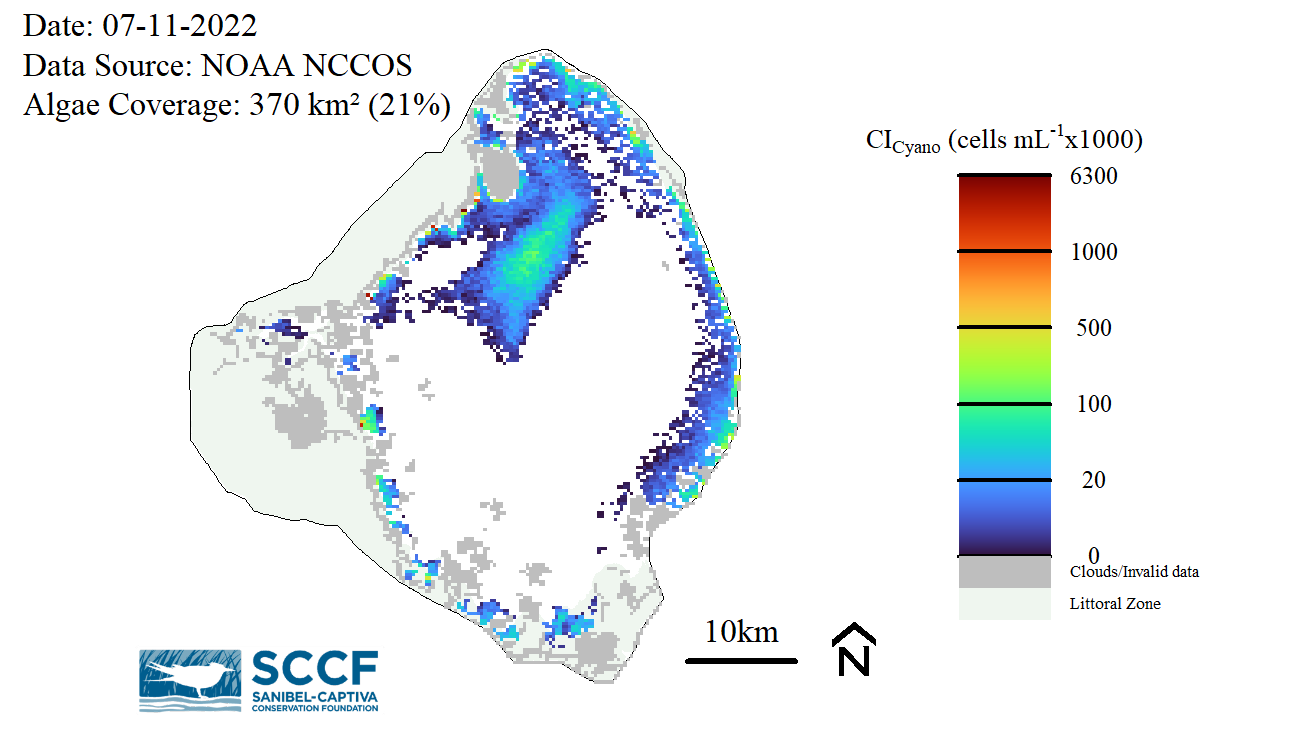 Date: 07-11-2022
Data Source: NOAA NCCOS
Algae Coverage: 370 km² (21%)
CI_Cyano (cells mL⁻¹x1000)
6300
1000
500
100
20
0
Clouds/Invalid data
Littoral Zone
10km
N
SCCF
SANIBEL-CAPTIVA
CONSERVATION FOUNDATION